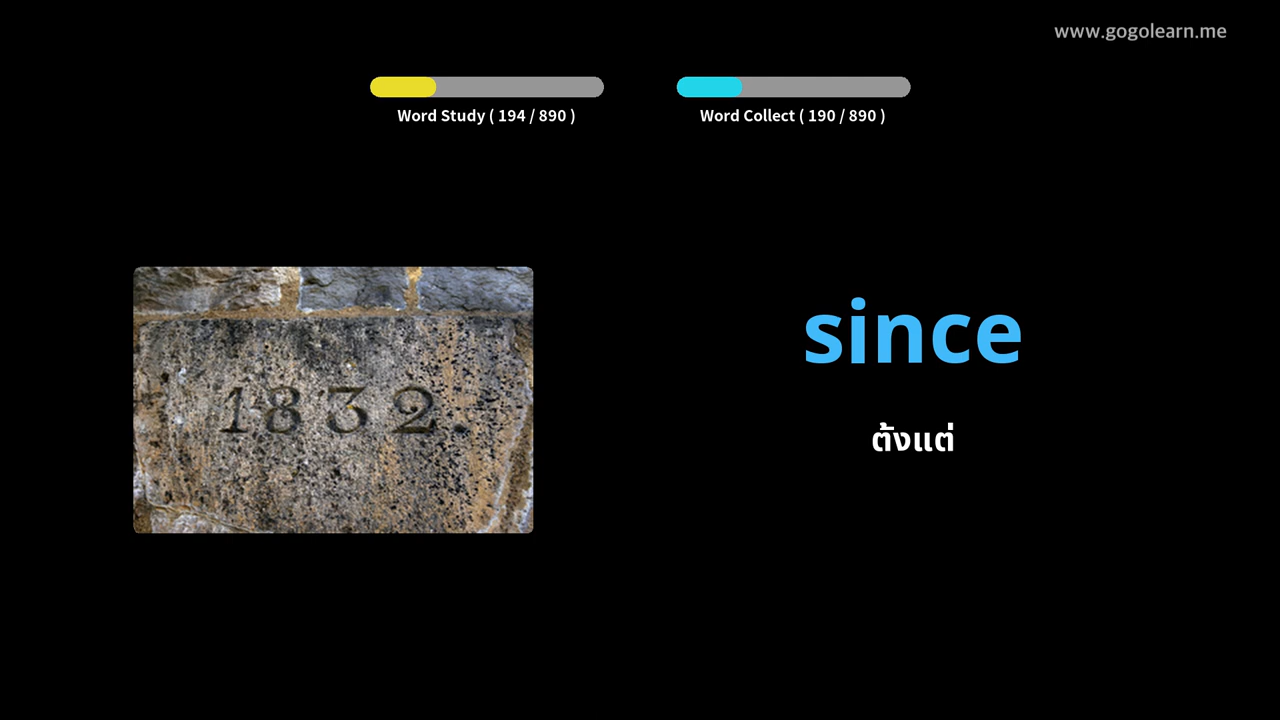 www.gogolearn.me
Word Study ( 194 / 890 )
Word Collect ( 190 / 890 )
since
1832.
ตั้งแต่